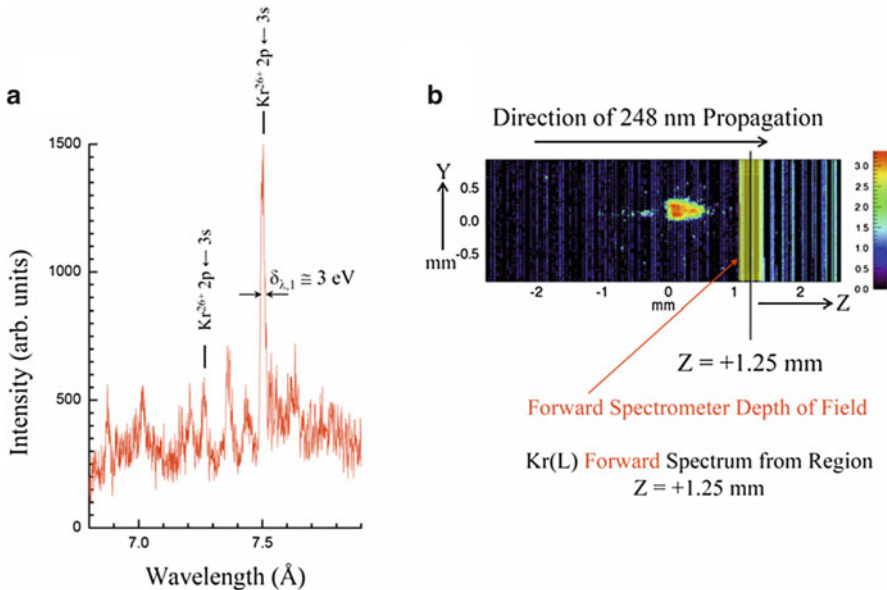 a
Kr26+ 2p ← 3s
Kr26+ 2p ← 3s
δλ,1 ≅ 3 eV
1500
1000
500
0
Intensity (arb. units)
7.0
7.5
Wavelength (Å)
b
Direction of 248 nm Propagation
Y
mm
0.5
0.0
-0.5
-2
-1
0
1
2
mm
Z
3.0
2.5
2.0
1.5
1.0
0.5
0.0
Z = +1.25 mm
Forward Spectrometer Depth of Field
Kr(L) Forward Spectrum from Region
Z = +1.25 mm